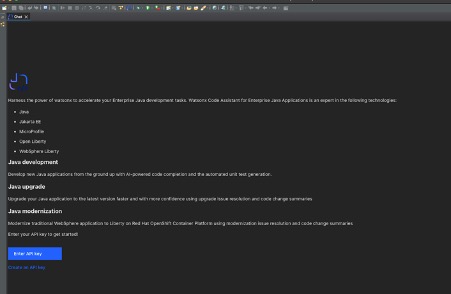 Chat
Harness the power of watsonx to accelerate your Enterprise Java development tasks. Watsonx Code Assistant for Enterprise Java Applications is an expert in the following technologies:
Java
Jakarta EE
MicroProfile
Open Liberty
WebSphere Liberty
Java development
Develop new Java applications from the ground up with AI-powered code completion and the automated unit test generation.
Java upgrade
Upgrade your Java application to the latest version faster and with more confidence using upgrade issue resolution and code change summaries
Java modernization
Modernize traditional WebSphere application to Liberty on Red Hat OpenShift Container Platform using modernization issue resolution and code change summaries
Enter your API key to get started!
Enter API key
Create an API key